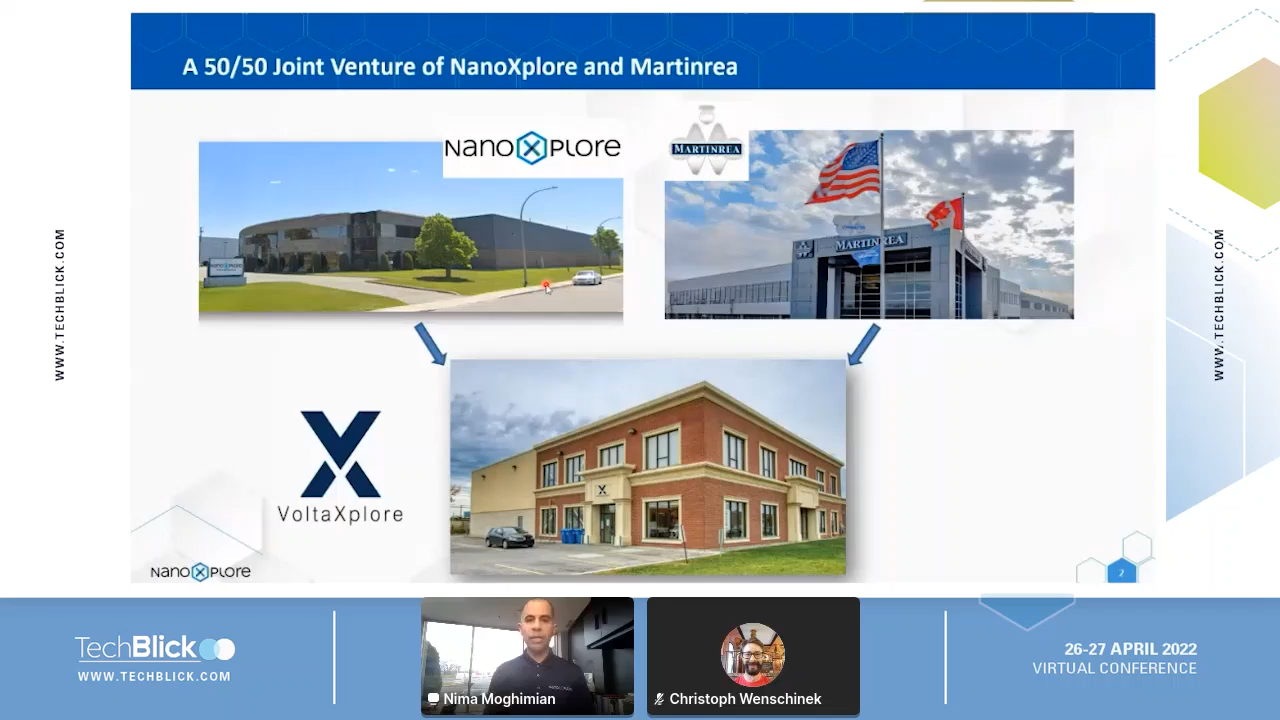 A 50/50 Joint Venture of NanoXplore and Martinrea
NanoXplore
MARTINREA
MARTINREA
VoltaXplore
NanoXplore
2
WWW.TECHBLICK.COM
WWW.TECHBLICK.COM
TechBlick
WWW.TECHBLICK.COM
Nima Moghimian
Christoph Wenschinek
26-27 APRIL 2022
VIRTUAL CONFERENCE